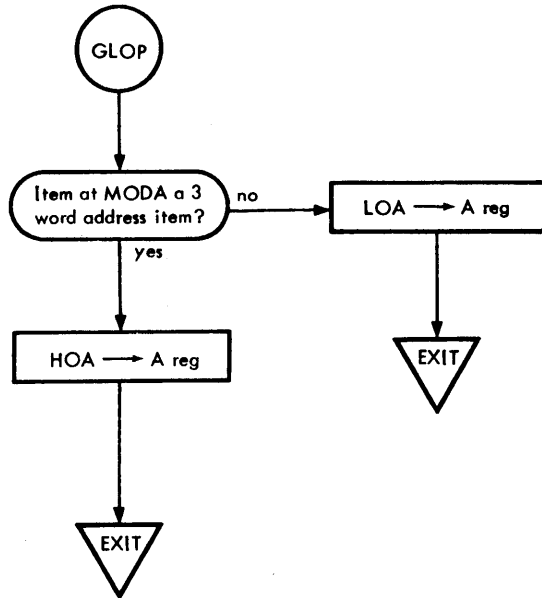 GLOP
Item at MODA a 3
word address item?
no
yes
LOA → A reg
EXIT
HOA → A reg
EXIT